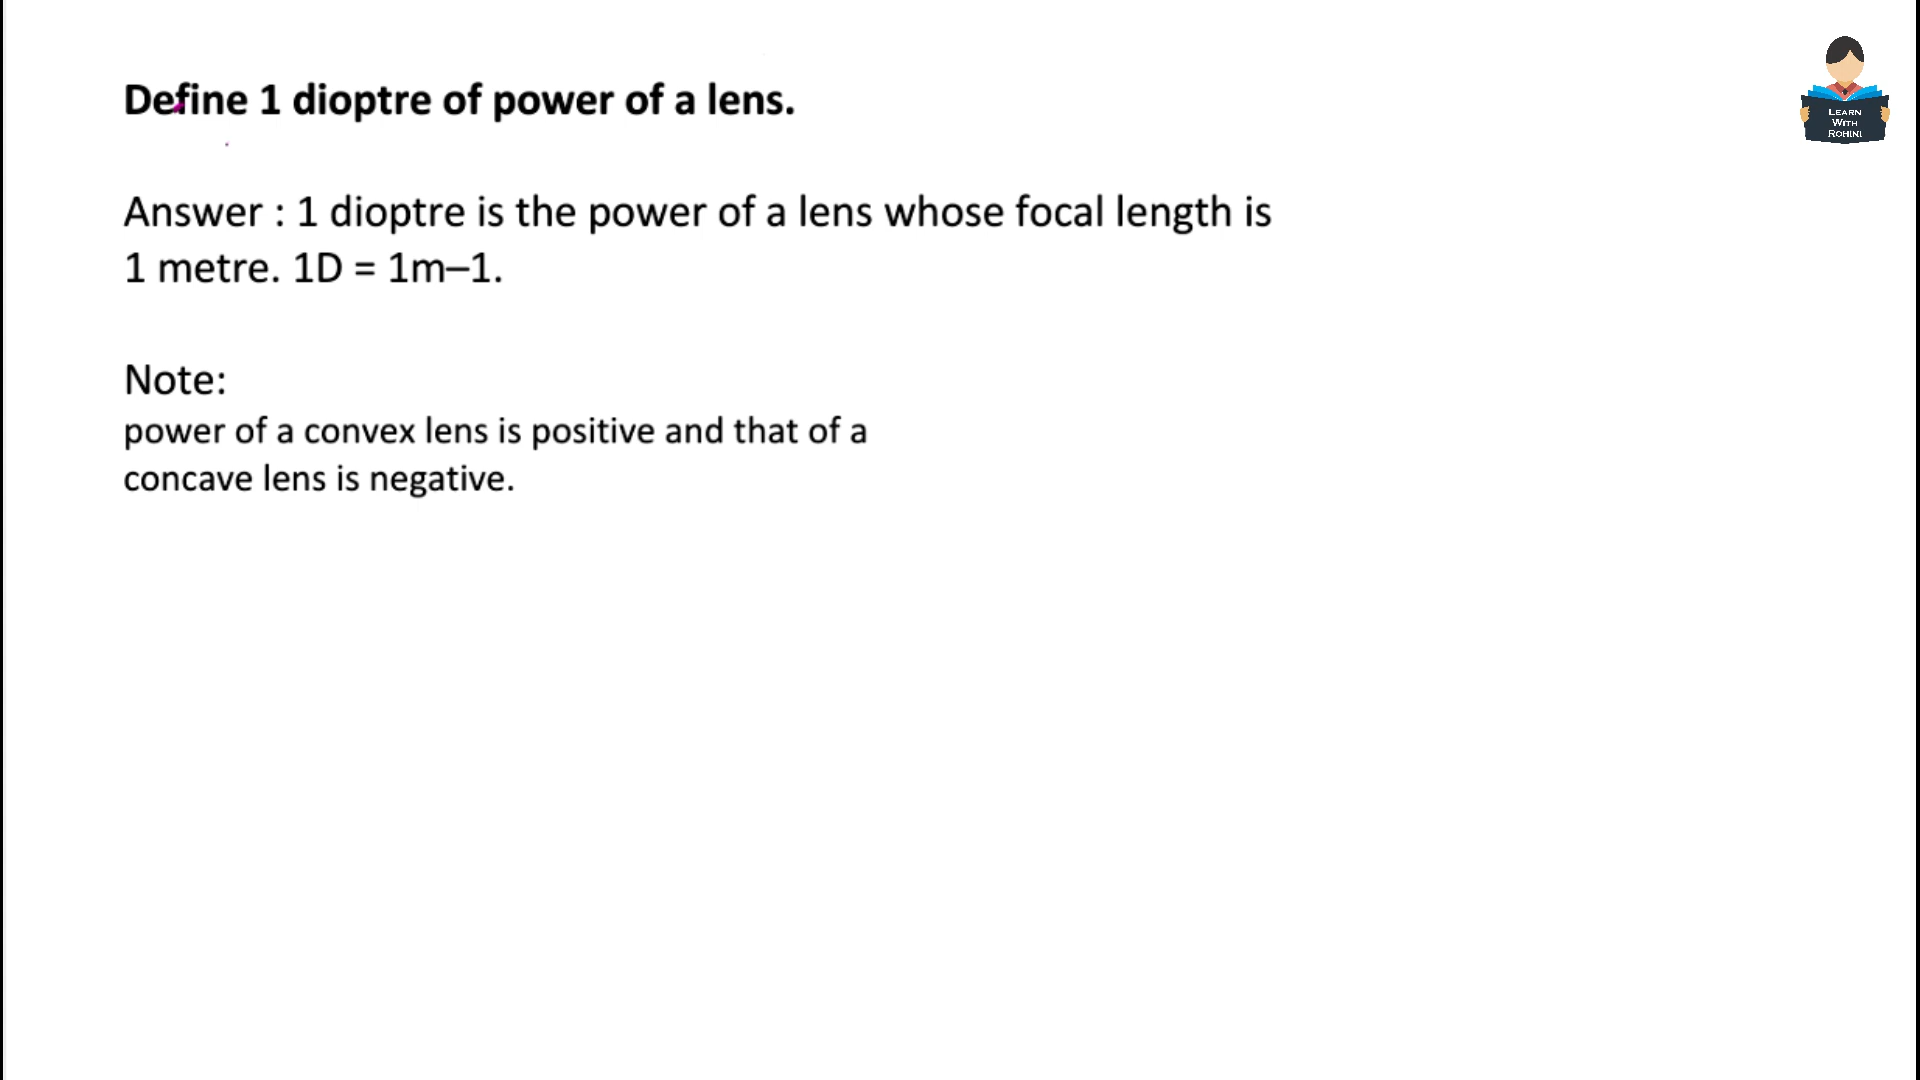 Define 1 dioptre of power of a lens.
Answer : 1 dioptre is the power of a lens whose focal length is
1 metre. 1D = 1m–1.
Note:
power of a convex lens is positive and that of a
concave lens is negative.
LEARN
WITH
ROHINI